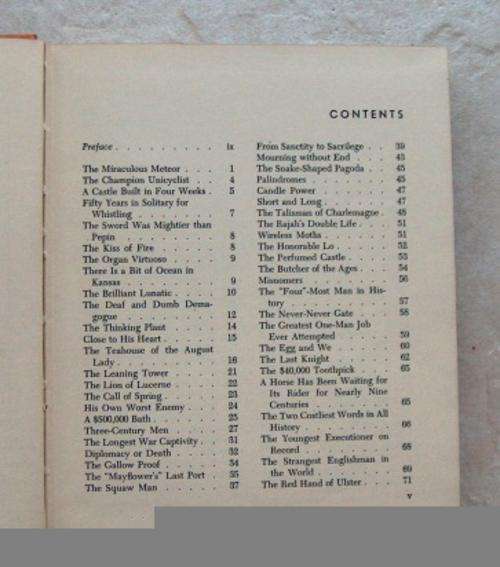 CONTENTS
Preface . . . . . . . . . ix
The Miraculous Meteor . . . 1
The Champion Unicyclist . . 4
A Castle Built in Four Weeks . 5
Fifty Years in Solitary for
Whistling . . . . . . . 7
The Sword Was Mightier than
Pepin . . . . . . . . 8
The Kiss of Fire . . . . . 8
The Organ Virtuoso . . . . 9
There Is a Bit of Ocean in
Kansas . . . . . . . . 9
The Brilliant Lunatic . . . . 10
The Deaf and Dumb Dema-
gogue . . . . . . . . 12
The Thinking Plant . . . . 14
Close to His Heart . . . . . 15
The Teahouse of the August
Lady . . . . . . . . . 16
The Leaning Tower . . . . 21
The Lion of Lucerne . . . . 22
The Call of Spring . . . . . 23
His Own Worst Enemy . . . 24
A $500,000 Bath . . . . . 25
Three-Century Men . . . . 27
The Longest War Captivity . . 31
Diplomacy or Death . . . . 32
The Gallow Proof . . . . . 34
The "Mayflower's" Last Port . 35
The Squaw Man . . . . . 37
From Sanctity to Sacrilege . . 39
Mourning without End . . . 43
The Snake-Shaped Pagoda . . 45
Palindromes . . . . . . 45
Candle Power . . . . . . 47
Short and Long . . . . . . 47
The Talisman of Charlemagne . 48
The Rajah's Double Life . . . 51
Wireless Moths . . . . . . 51
The Honorable Lo . . . . . 52
The Perfumed Castle . . . . 53
The Butcher of the Ages . . . 54
Misnomers . . . . . . . 56
The "Four"-Most Man in His-
tory . . . . . . . . . 57
The Never-Never Gate . . . 58
The Greatest One-Man Job
Ever Attempted . . . . . 59
The Egg and We . . . . . 60
The Last Knight . . . . . 62
The $40,000 Toothpick . . . 65
A Horse Has Been Waiting for
Its Rider for Nearly Nine
Centuries . . . . . . . 65
The Two Costliest Words in All
History . . . . . . . . 66
The Youngest Executioner on
Record . . . . . . . . 68
The Strangest Englishman in
the World . . . . . . . 69
The Red Hand of Ulster . . . 71
v